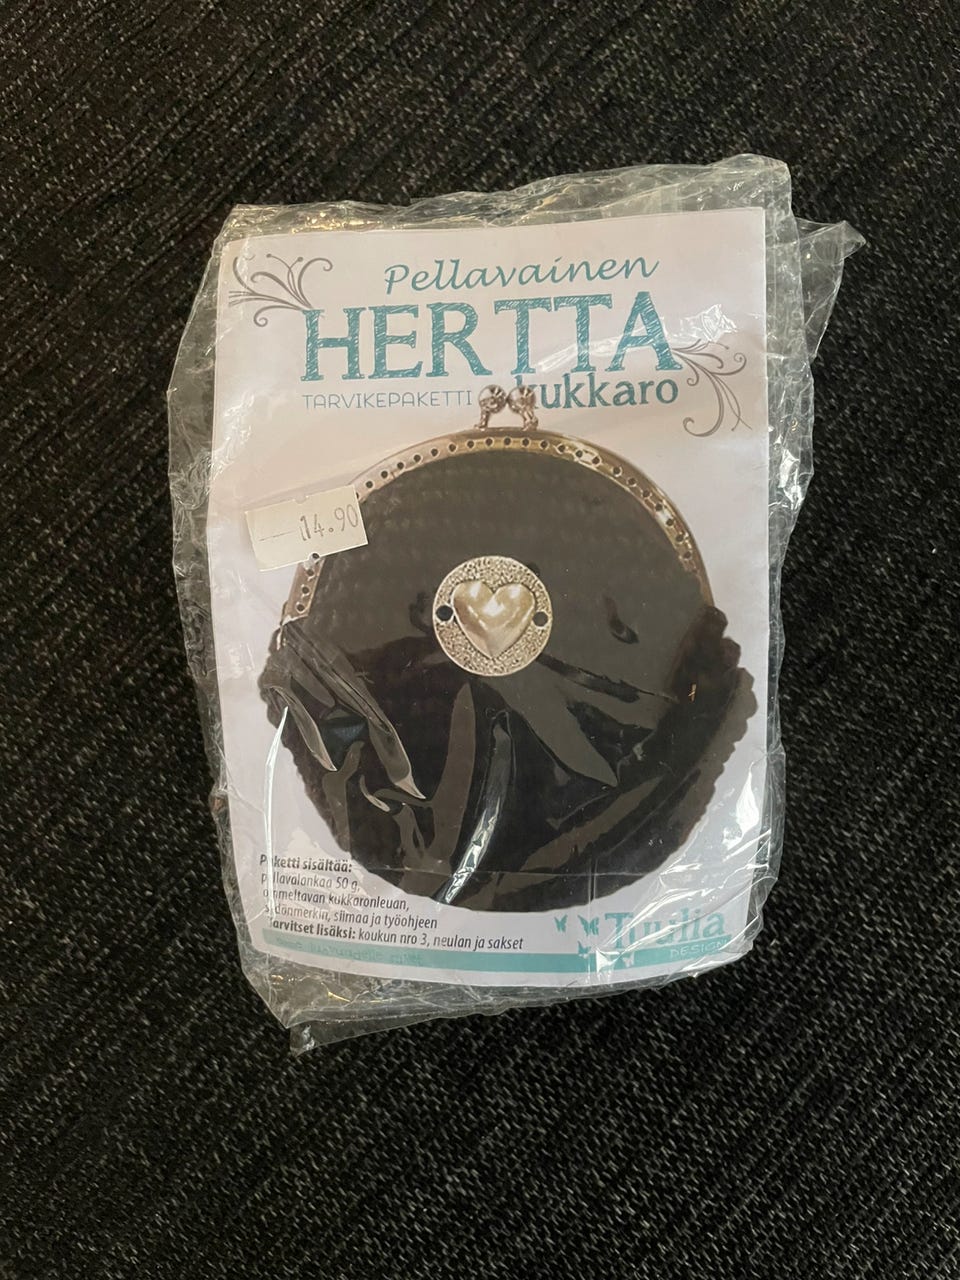 Pellavainen
HERTTA
TARVIKEPAKETTI kukkaro
14.90
Paketti sisältää:
pellavalankaa 50 g,
ommeltavan kukkaronleuan,
sydänmerkin, siimaa ja työohjeen
Tarvitset lisäksi: koukun nro 3, neulan ja sakset
Tuulia
DESIGN